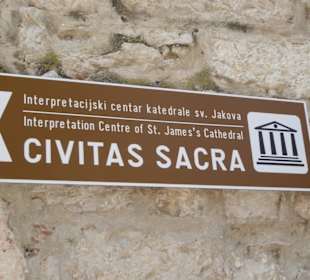 Interpretacijski centar katedrale sv. Jakova
Interpretation Centre of St. James's Cathedral
CIVITAS SACRA